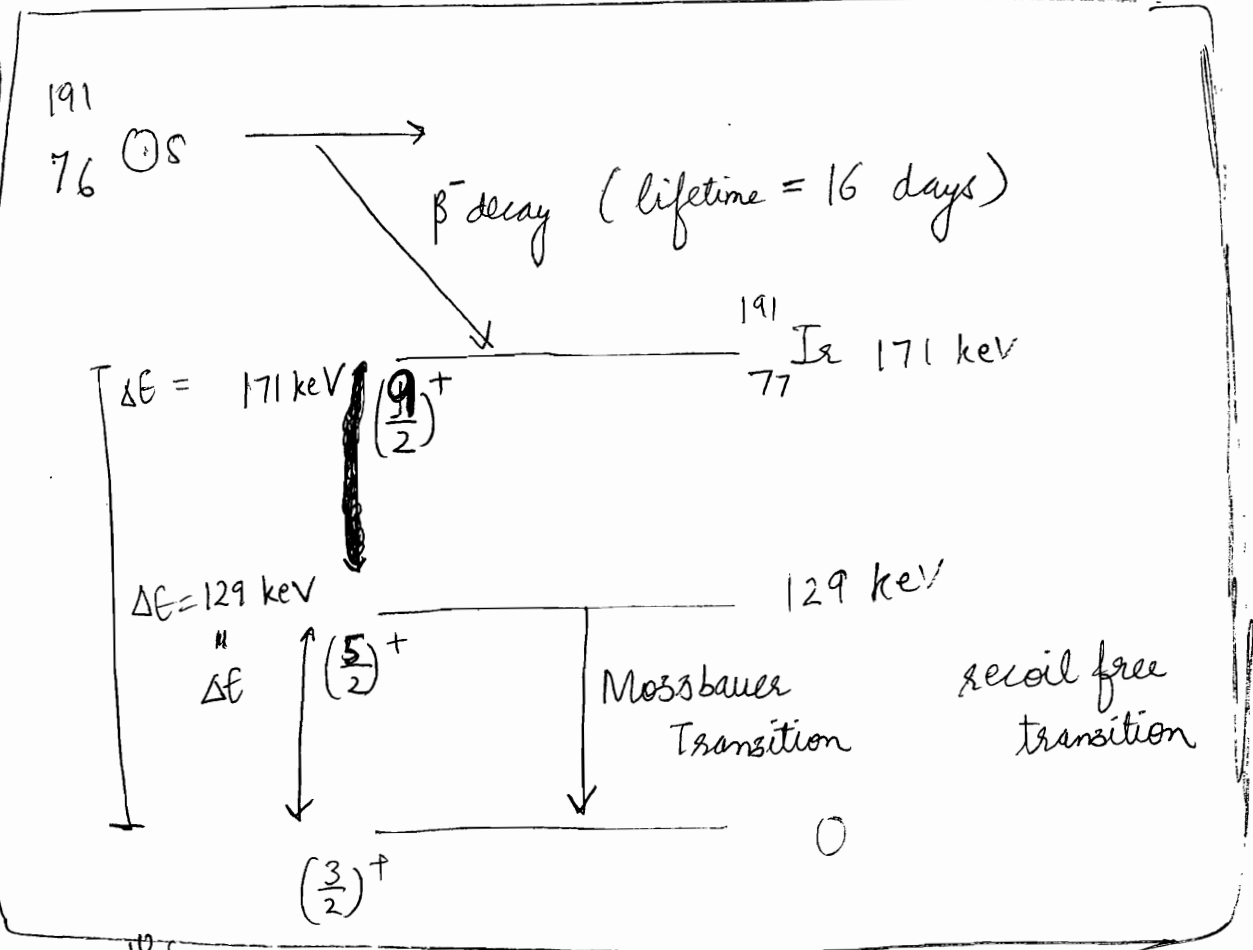 191
76 Os
β⁻ decay (lifetime = 16 days)
191
77 Ir 171 keV
ΔE = 171 keV
(9/2)+
ΔE = 129 keV
"
ΔE
(5/2)+
129 keV
Mossbauer
Transition
recoil free
transition
0
(3/2)+